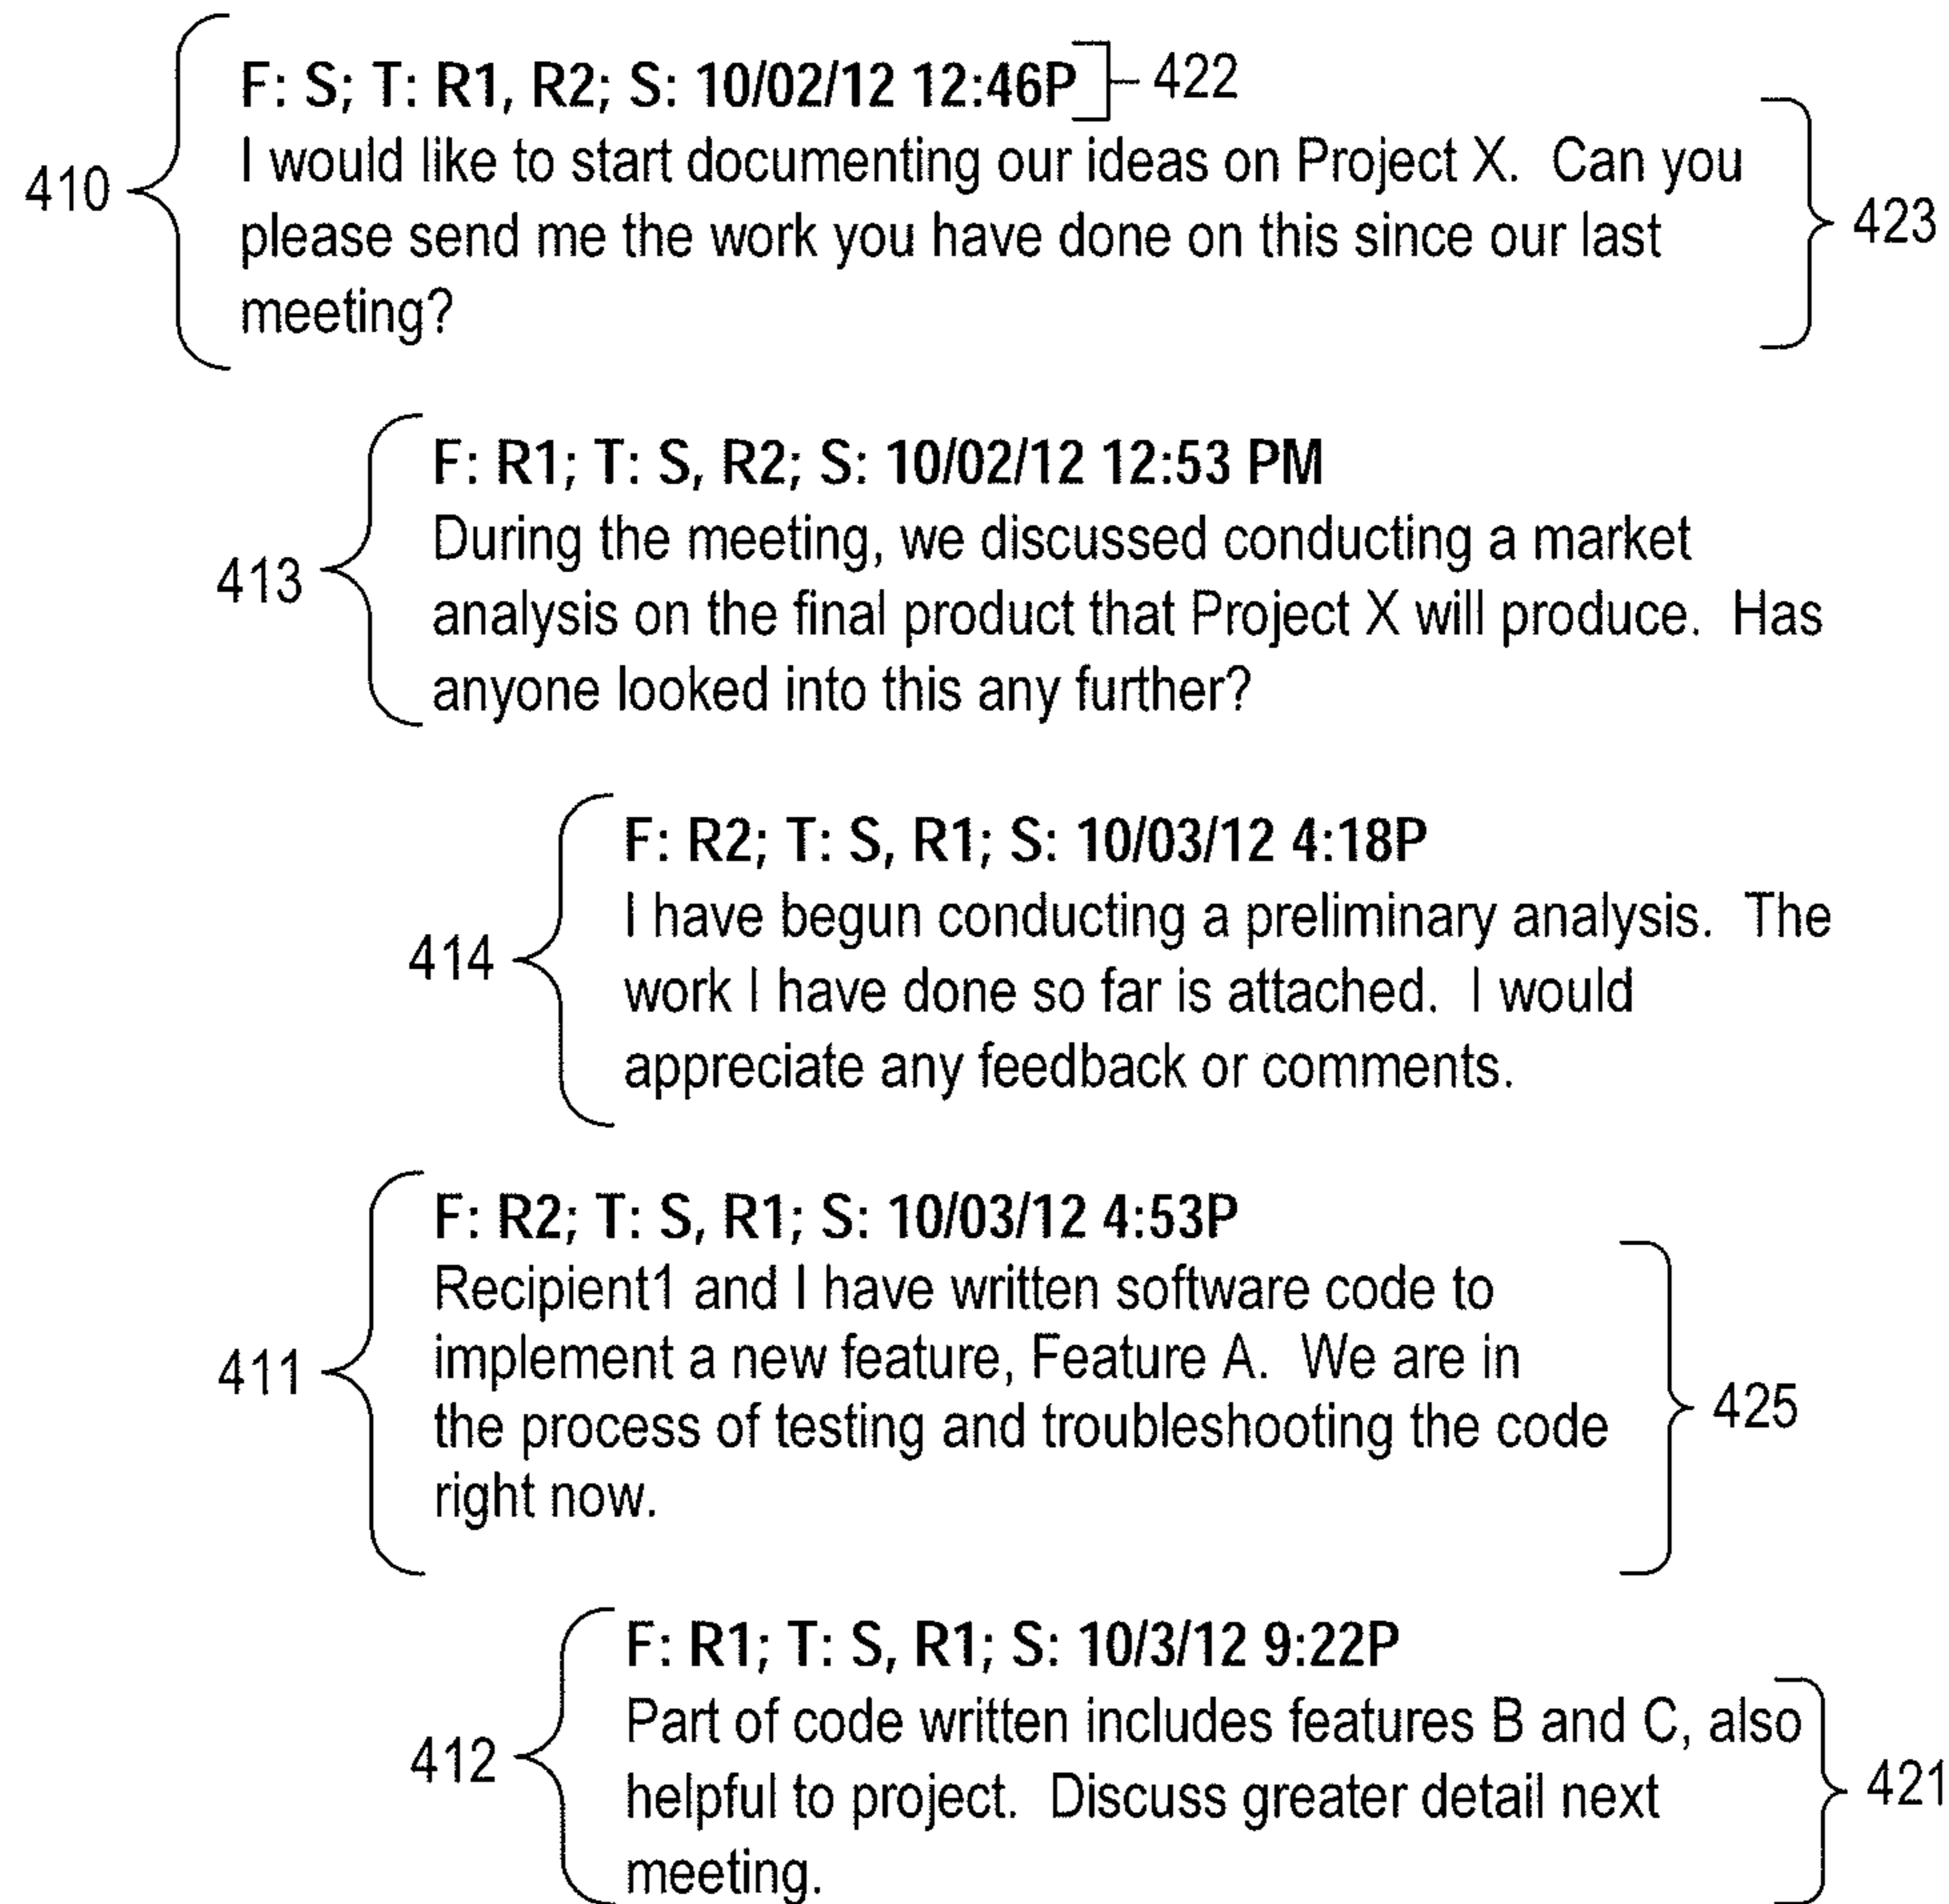 F: S; T: R1, R2; S: 10/02/12 12:46P 422
I would like to start documenting our ideas on Project X. Can you
410
please send me the work you have done on this since our last
423
meeting?
F: R1; T: S, R2; S: 10/02/12 12:53 PM
During the meeting, we discussed conducting a market
413
analysis on the final product that Project X will produce. Has
anyone looked into this any further?
F: R2; T: S, R1; S: 10/03/12 4:18P
I have begun conducting a preliminary analysis. The
414
work I have done so far is attached. I would
appreciate any feedback or comments.
F: R2; T: S, R1; S: 10/03/12 4:53P
Recipient1 and I have written software code to
implement a new feature, Feature A. We are in
411
the process of testing and troubleshooting the code
425
right now.
F: R1; T: S, R1; S: 10/3/12 9:22P
Part of code written includes features B and C, also
412
helpful to project. Discuss greater detail next
421
meeting.